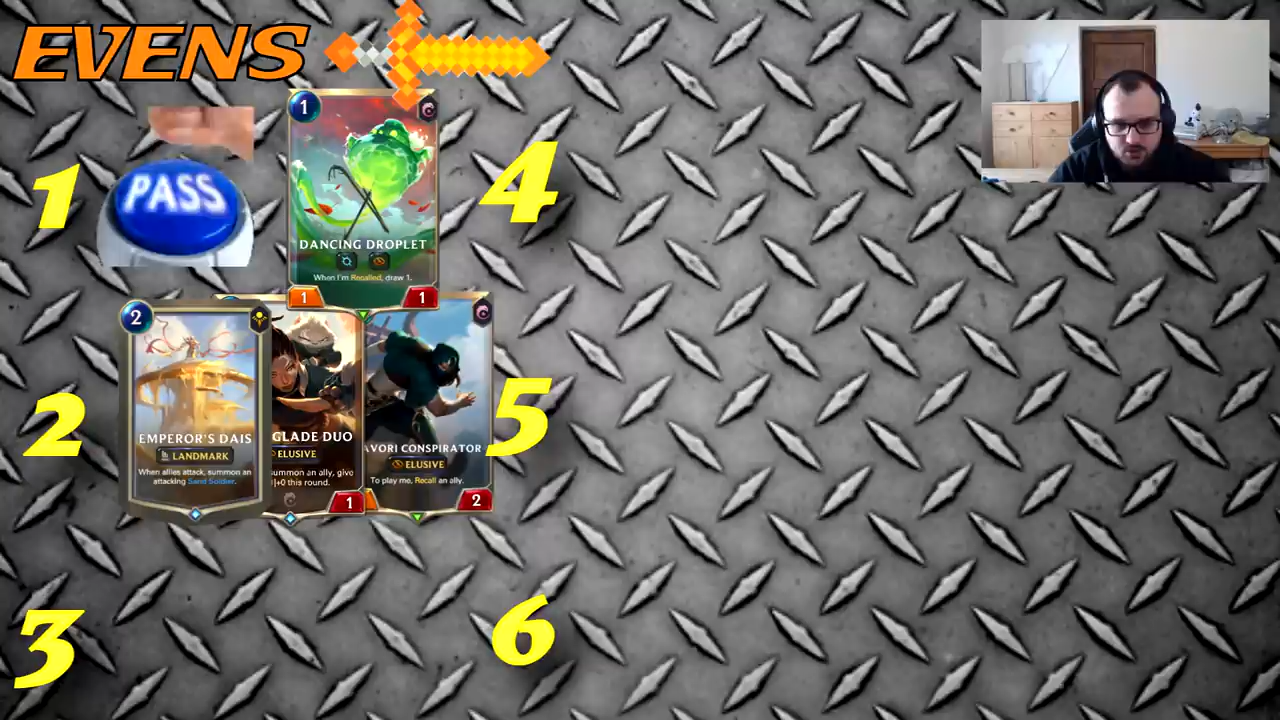 EVENS
1
PASS
1
DANCING DROPLET
When I'm Recalled, draw 1.
1 1
4
2
2
EMPEROR'S DAIS
LANDMARK
When allies attack, summon an
attacking Sand Soldier.
GLADE DUO
ELUSIVE
summon an ally, give
+0 this round.
1
AVORI CONSPIRATOR
ELUSIVE
To play me, Recall an ally.
2
5
3
6